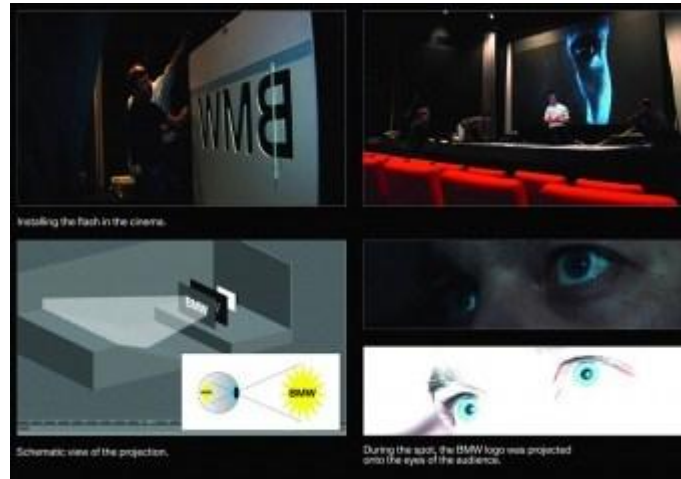 BMW
Installing the flash in the cinema.
BMW
BMW
Schematic view of the projection.
During the spot, the BMW logo was projected
onto the eyes of the audience.